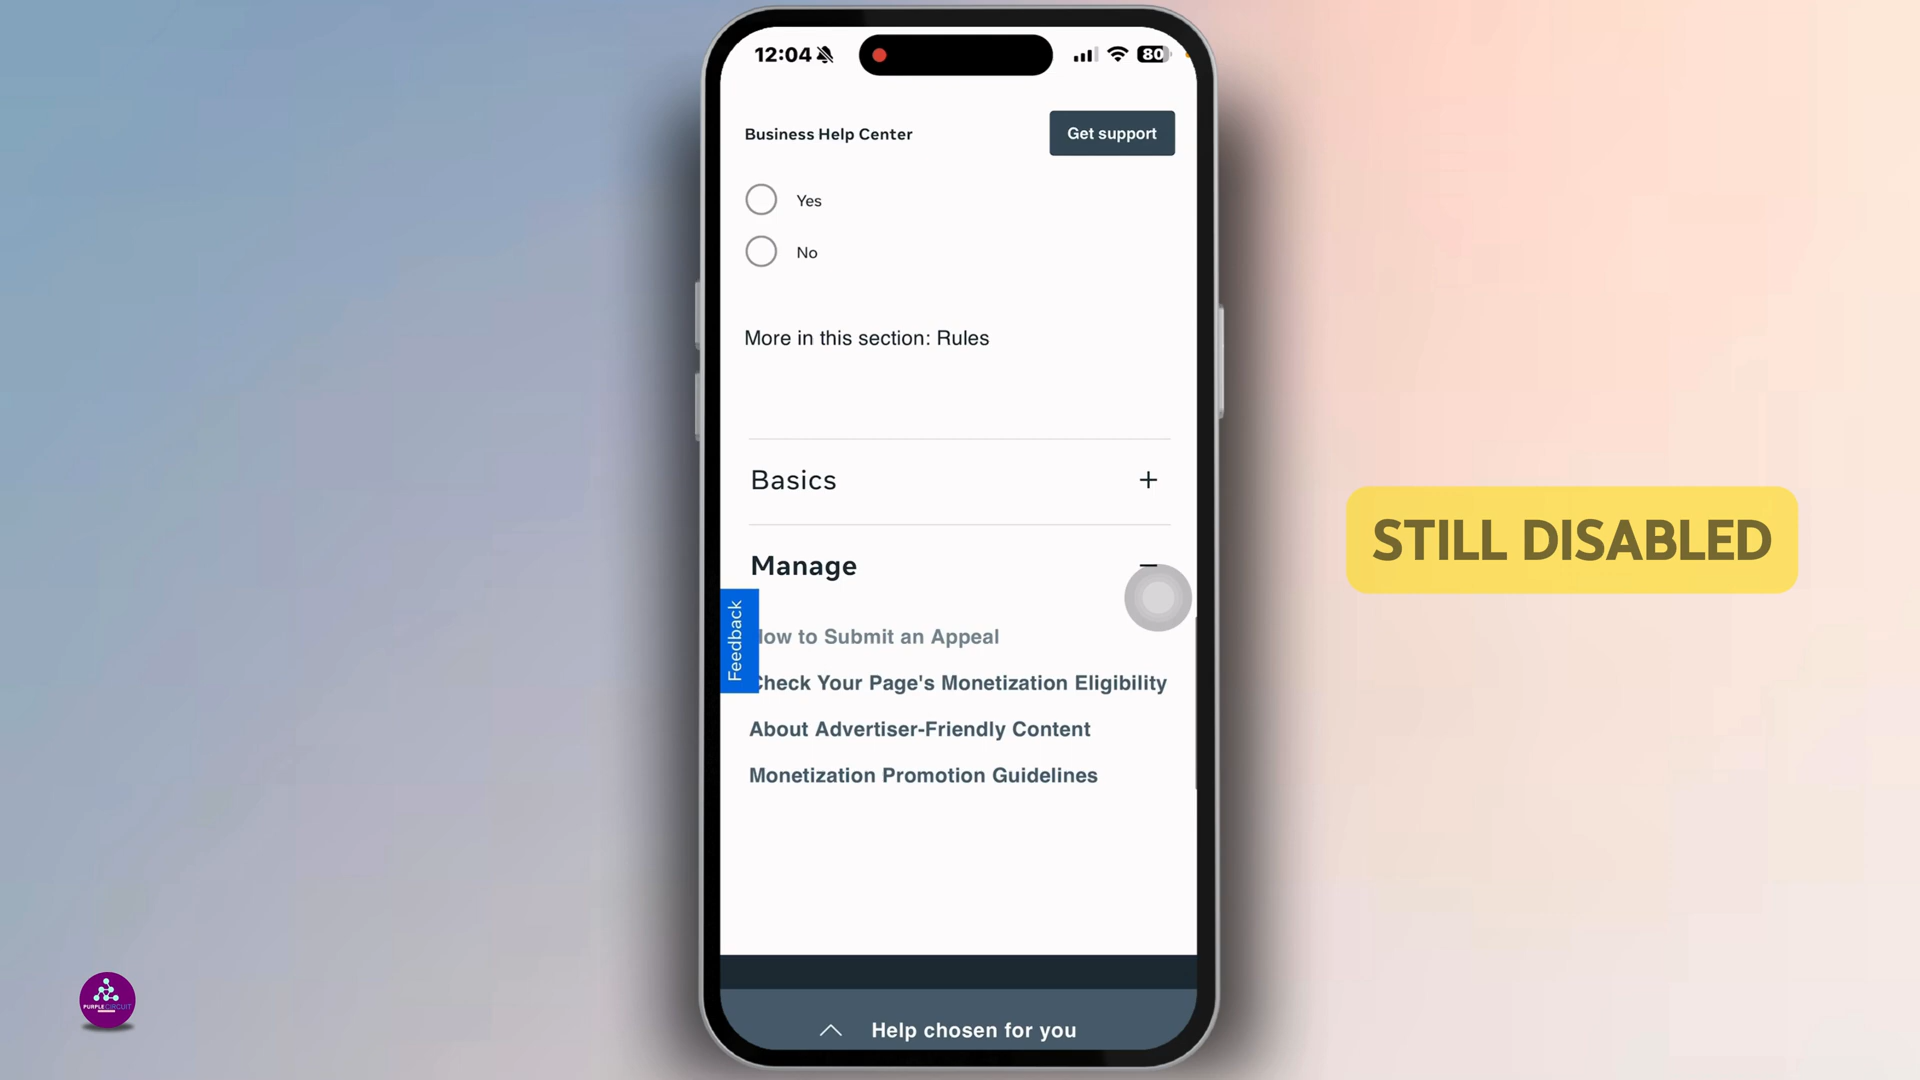 12:04
80
Business Help Center
Get support
Yes
No
More in this section: Rules
Basics
Manage
STILL DISABLED
Feedback
ow to Submit an Appeal
Check Your Page's Monetization Eligibility
About Advertiser-Friendly Content
Monetization Promotion Guidelines
PURPLECIRCUIT
Help chosen for you